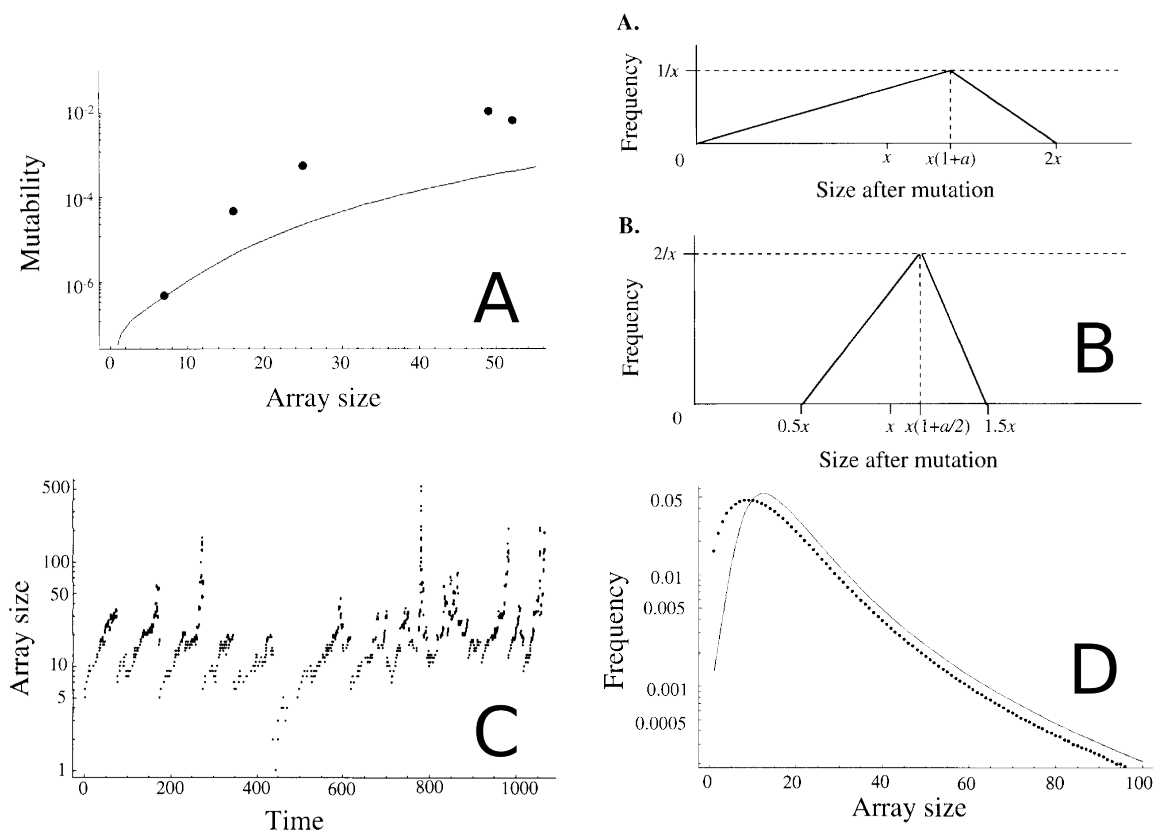 Mutability
10-2
10-4
10-6
0 10 20 30 40 50
Array size
A
A.
Frequency
1/x
0
x x(1+a) 2x
Size after mutation
B.
Frequency
2/x
0
0.5x x x(1+a/2) 1.5x
Size after mutation
B
Array size
500
100
50
10
5
1
0 200 400 600 800 1000
Time
C
Frequency
0.05
0.01
0.005
0.001
0.0005
0 20 40 60 80 100
Array size
D